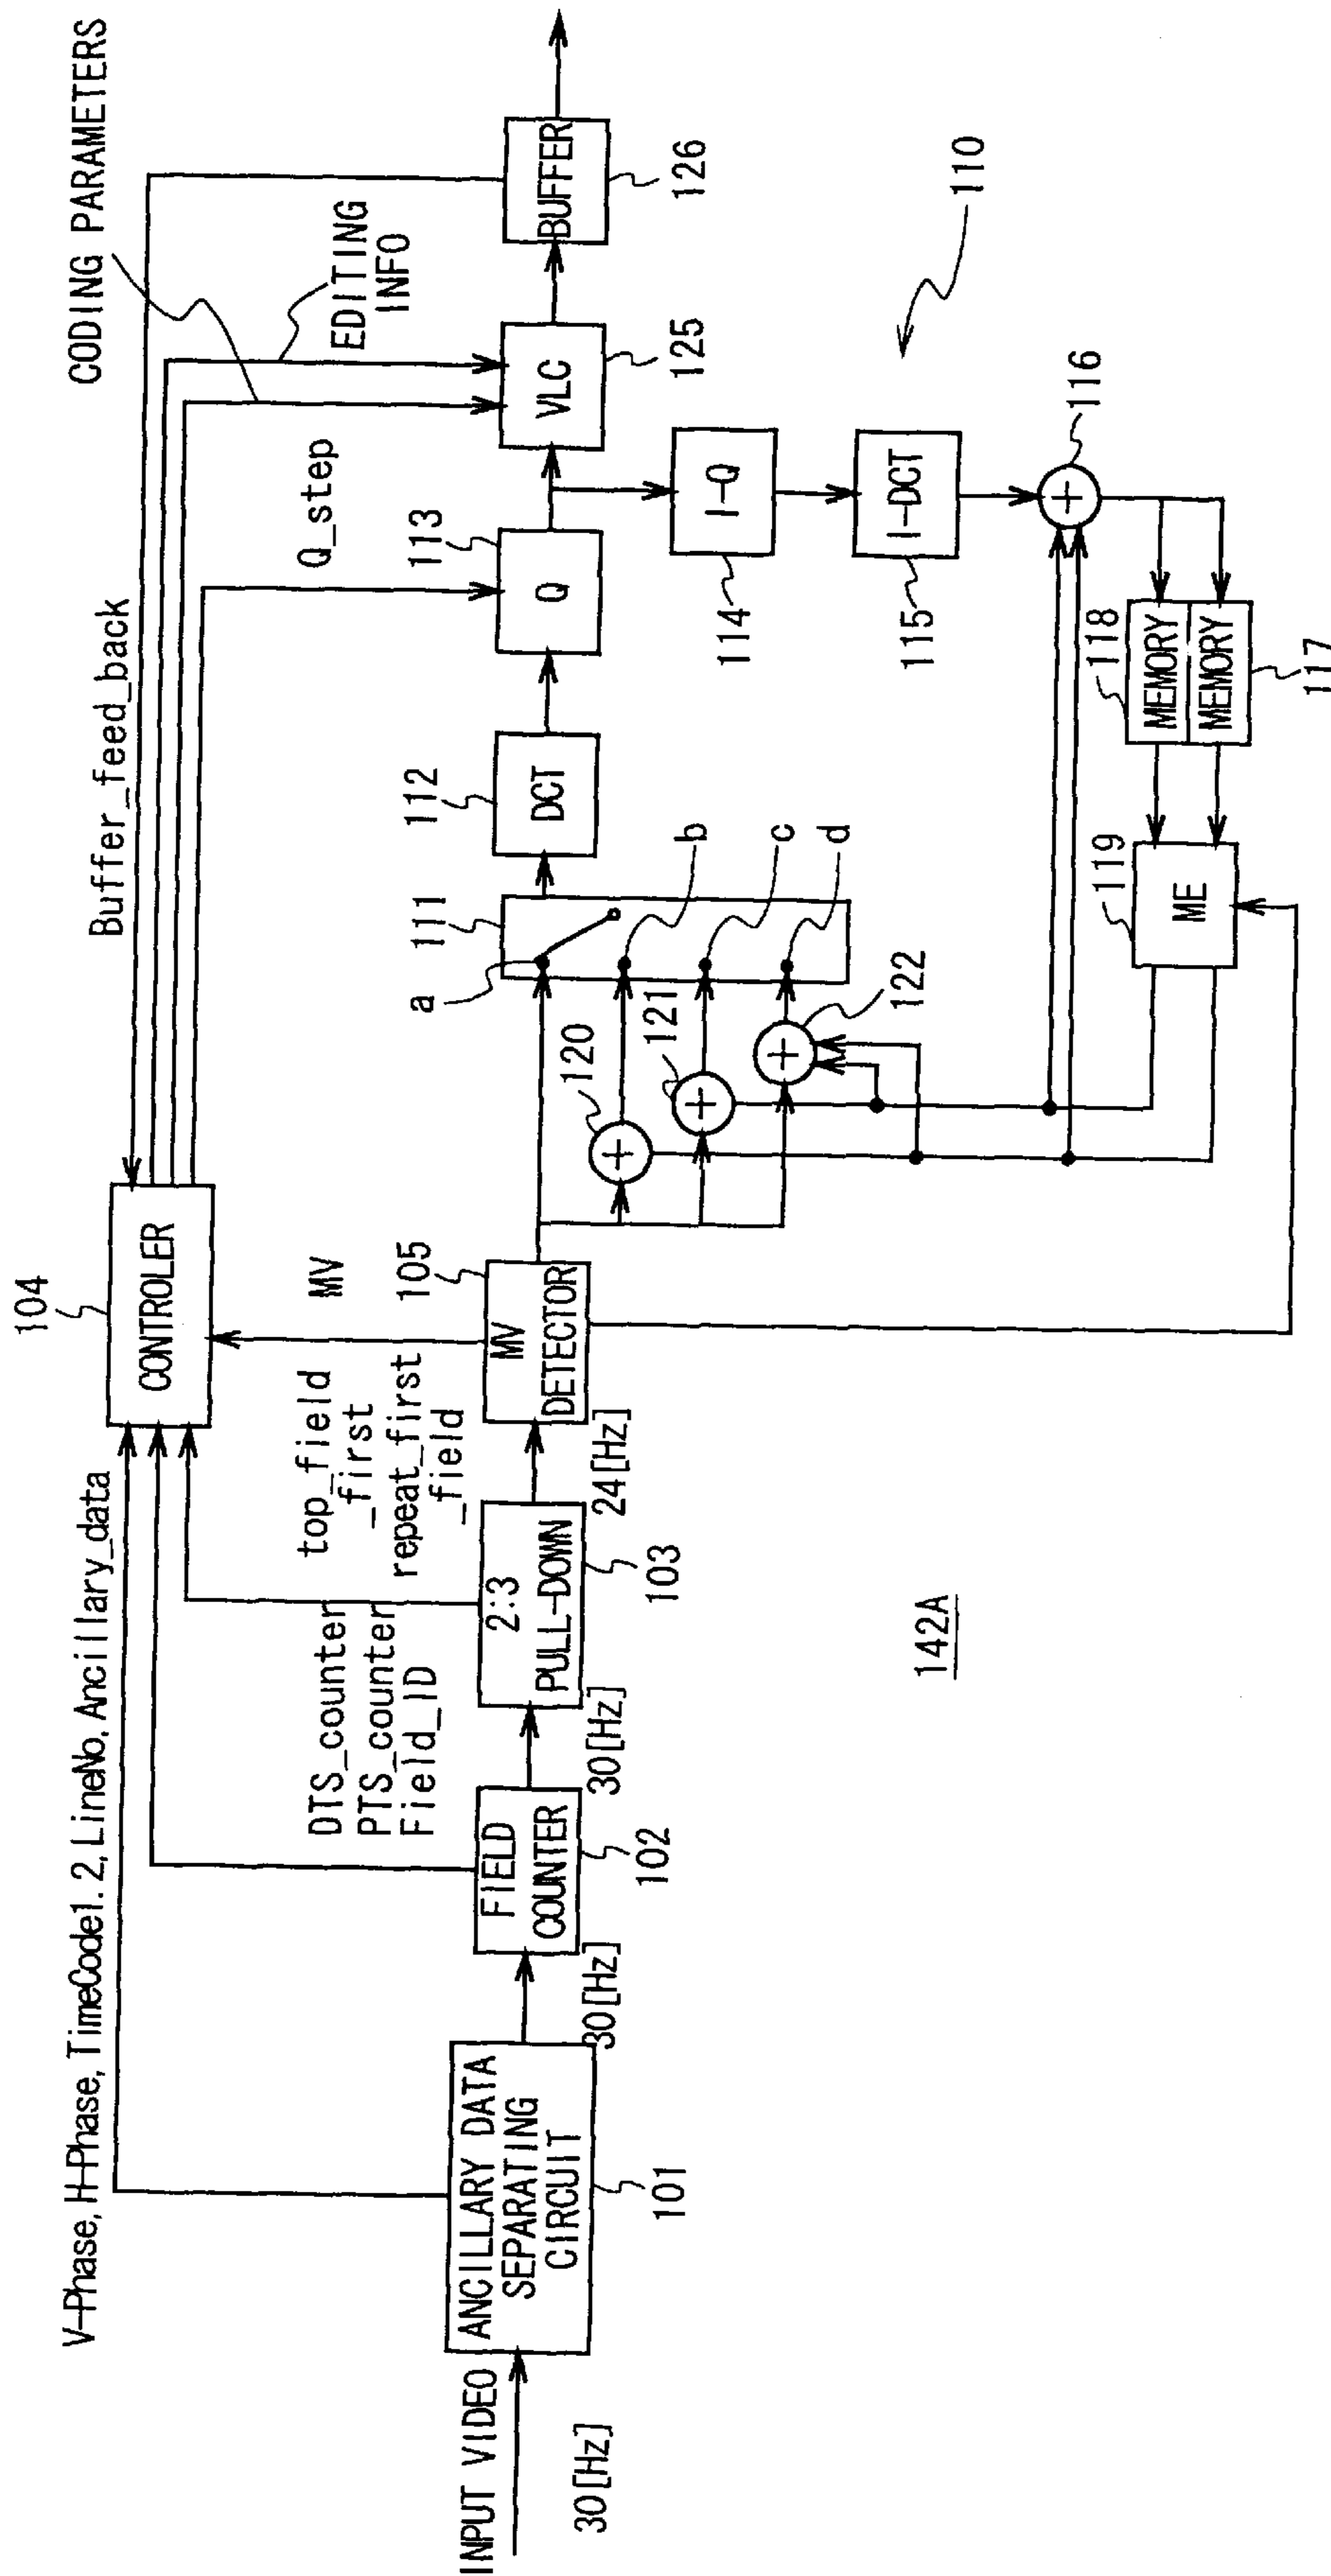 V-Phase, H-Phase, TimeCode1. 2, LineNo, Ancillary_data
104
CONTROLER
Buffer_feed_back
CODING PARAMETERS
EDITING
INFO
Q_step
DTS_counter
PTS_counter
Field_ID
top_field
_first
repeat_first
_field
MV
INPUT VIDEO
30[Hz]
ANCILLARY DATA
SEPARATING
CIRCUIT
101
30[Hz]
FIELD
COUNTER
102
30[Hz]
2:3
PULL-DOWN
103
24[Hz]
MV
DETECTOR
105
a
111
b
c
d
120
121
122
DCT
112
Q
113
VLC
125
BUFFER
126
I-Q
114
I-DCT
115
116
110
MEMORY
118
MEMORY
117
ME
119
142A